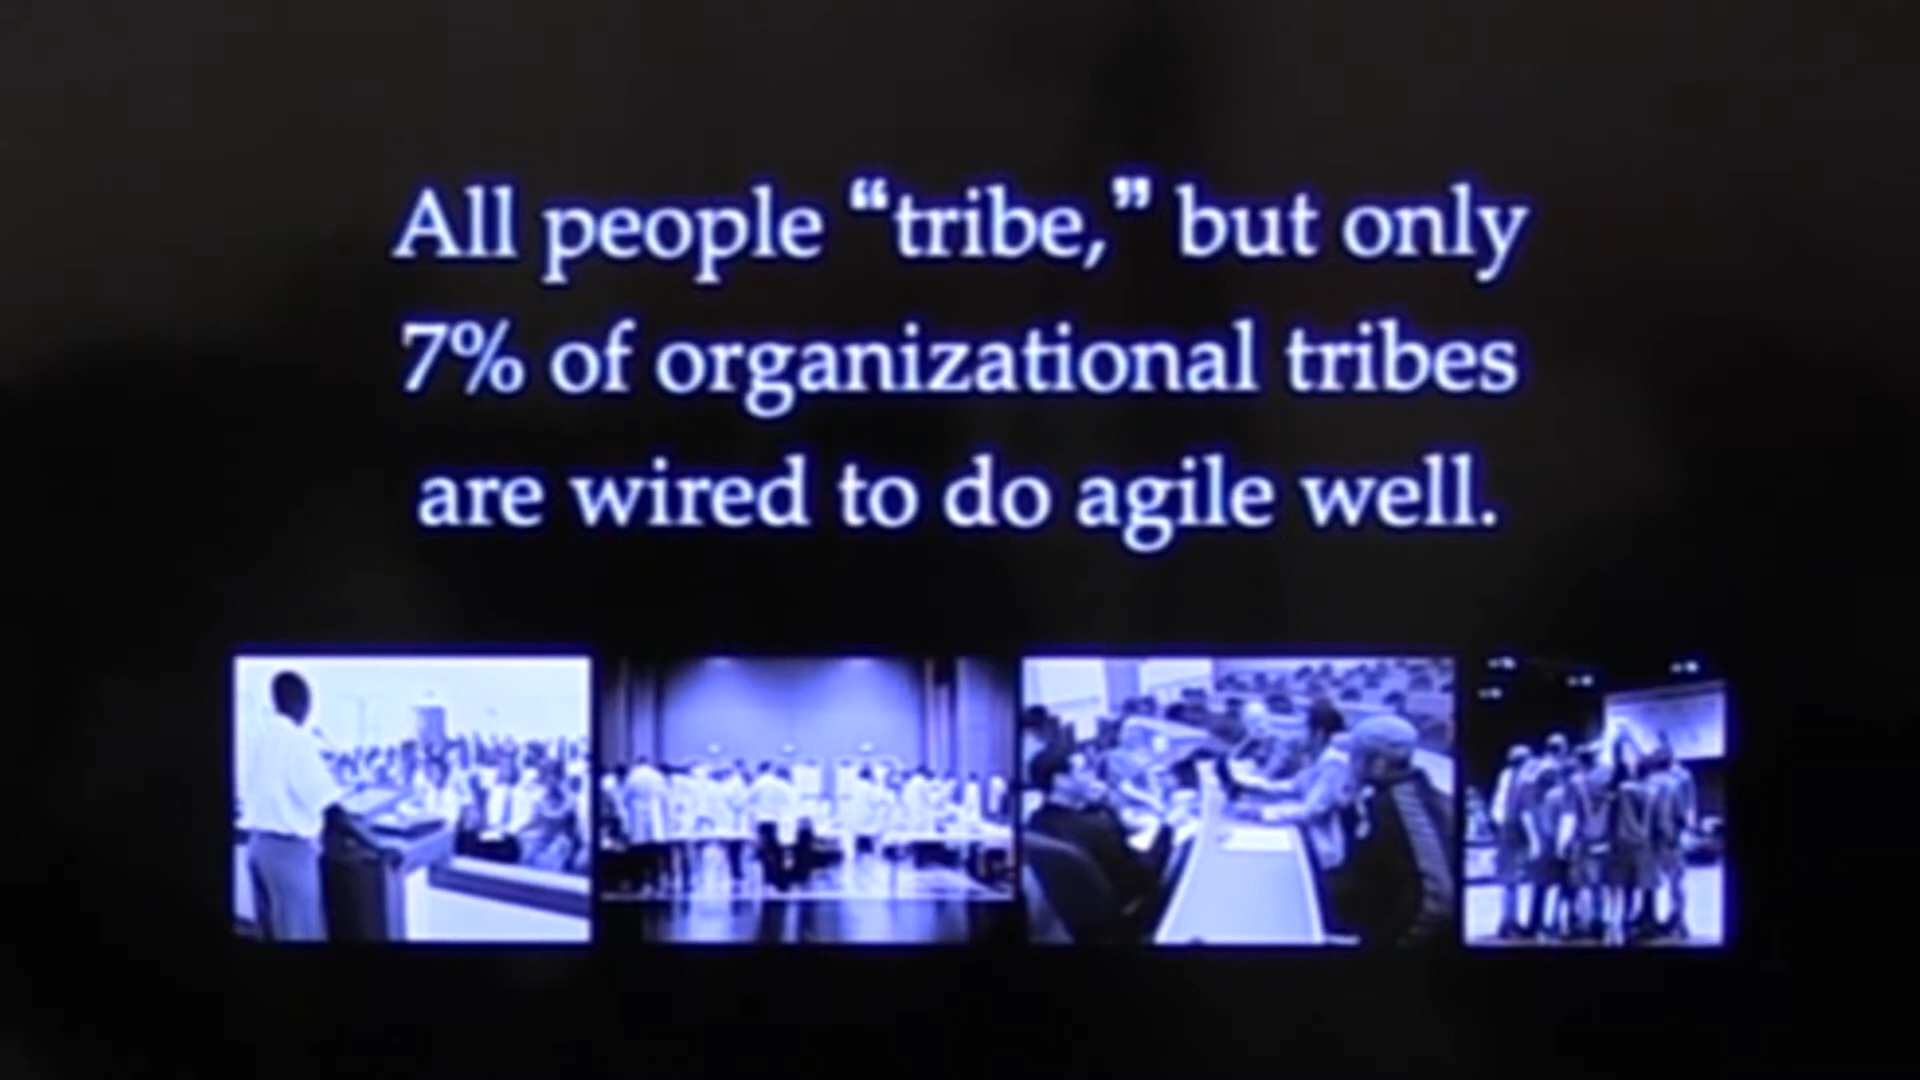 All people “tribe,” but only
7% of organizational tribes
are wired to do agile well.